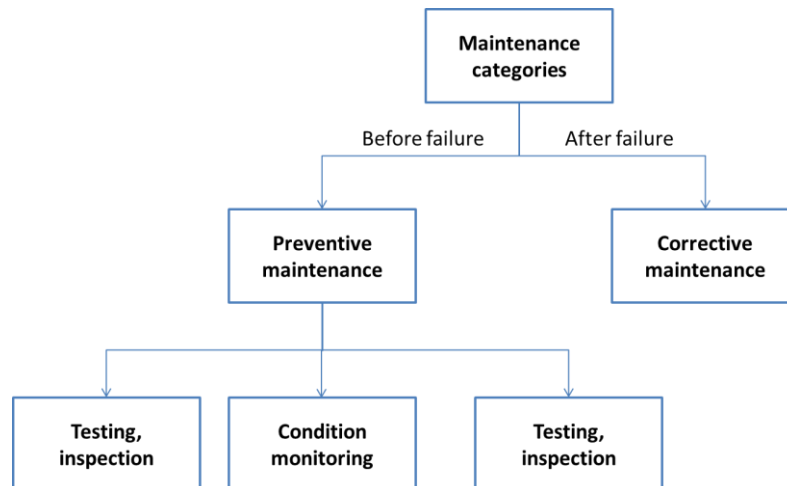 Maintenance
categories
Before failure
After failure
Preventive
maintenance
Corrective
maintenance
Testing,
inspection
Condition
monitoring
Testing,
inspection